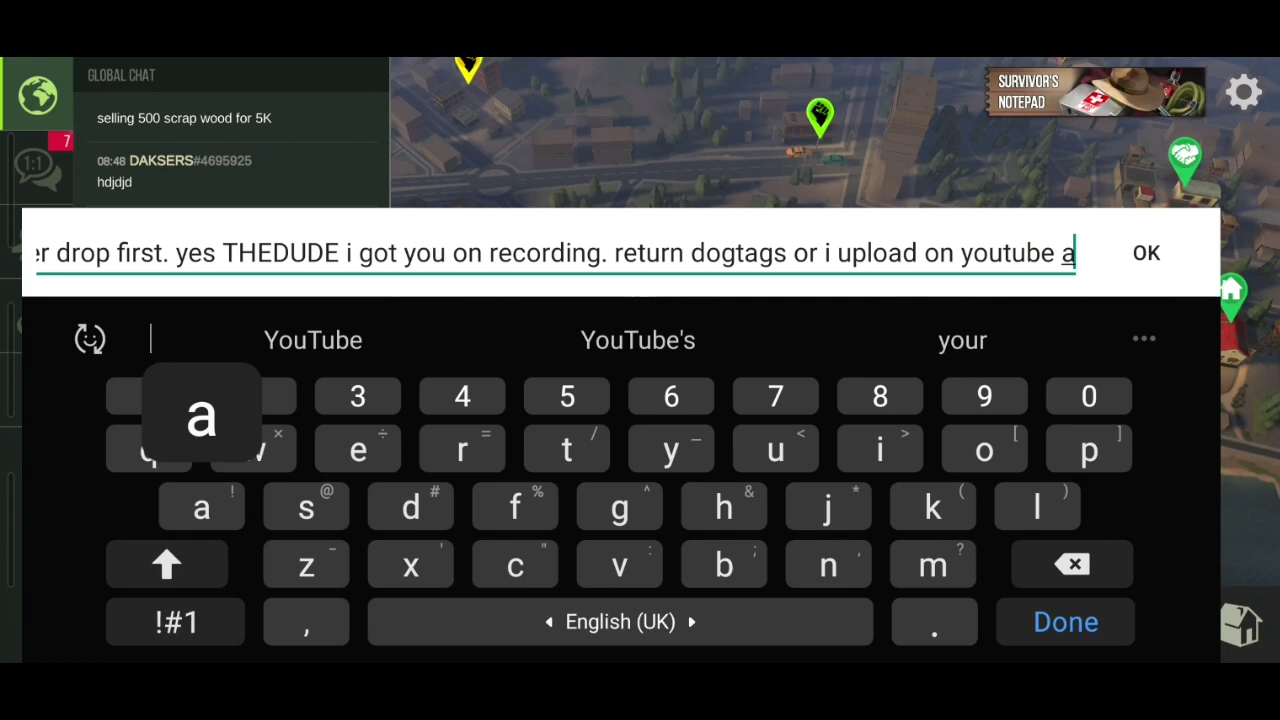 GLOBAL CHAT
selling 500 scrap wood for 5K
7
1:1
08:48 DAKSERS#4695925
hdjdjd
SURVIVOR'S
NOTEPAD
er drop first. yes THEDUDE i got you on recording. return dogtags or i upload on youtube a
OK
YouTube YouTube's your
a
3 4 5 6 7 8 9 0
q w × e ÷ r = t / y _ u < i > o [ p ]
a ! s @ d # f % g ^ h & j * k ( l )
z - x ' c " v : b ; n , m ?
!#1 , English (UK) . Done